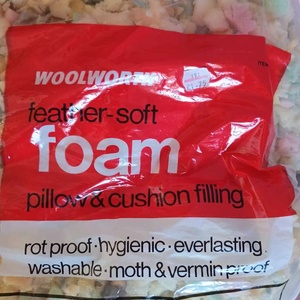 WOOLWORTH
feather-soft
foam
pillow & cushion filling
rot proof · hygienic · everlasting
washable · moth & vermin proof